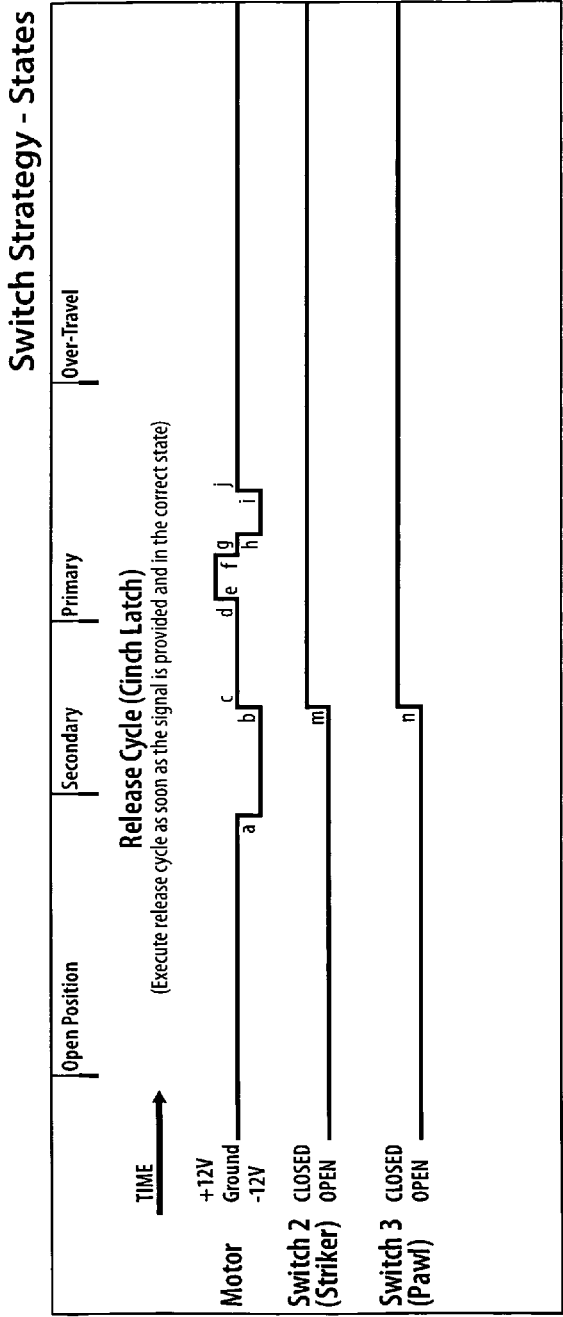 Switch Strategy - States
Open Position
Secondary
Primary
Over-Travel
TIME
Release Cycle (Cinch Latch)
(Execute release cycle as soon as the signal is provided and in the correct state)
Motor
+12V
Ground
-12V
a
b
c
d
e
f
g
h
i
j
Switch 2
(Striker)
CLOSED
OPEN
m
Switch 3
(Pawl)
CLOSED
OPEN
n